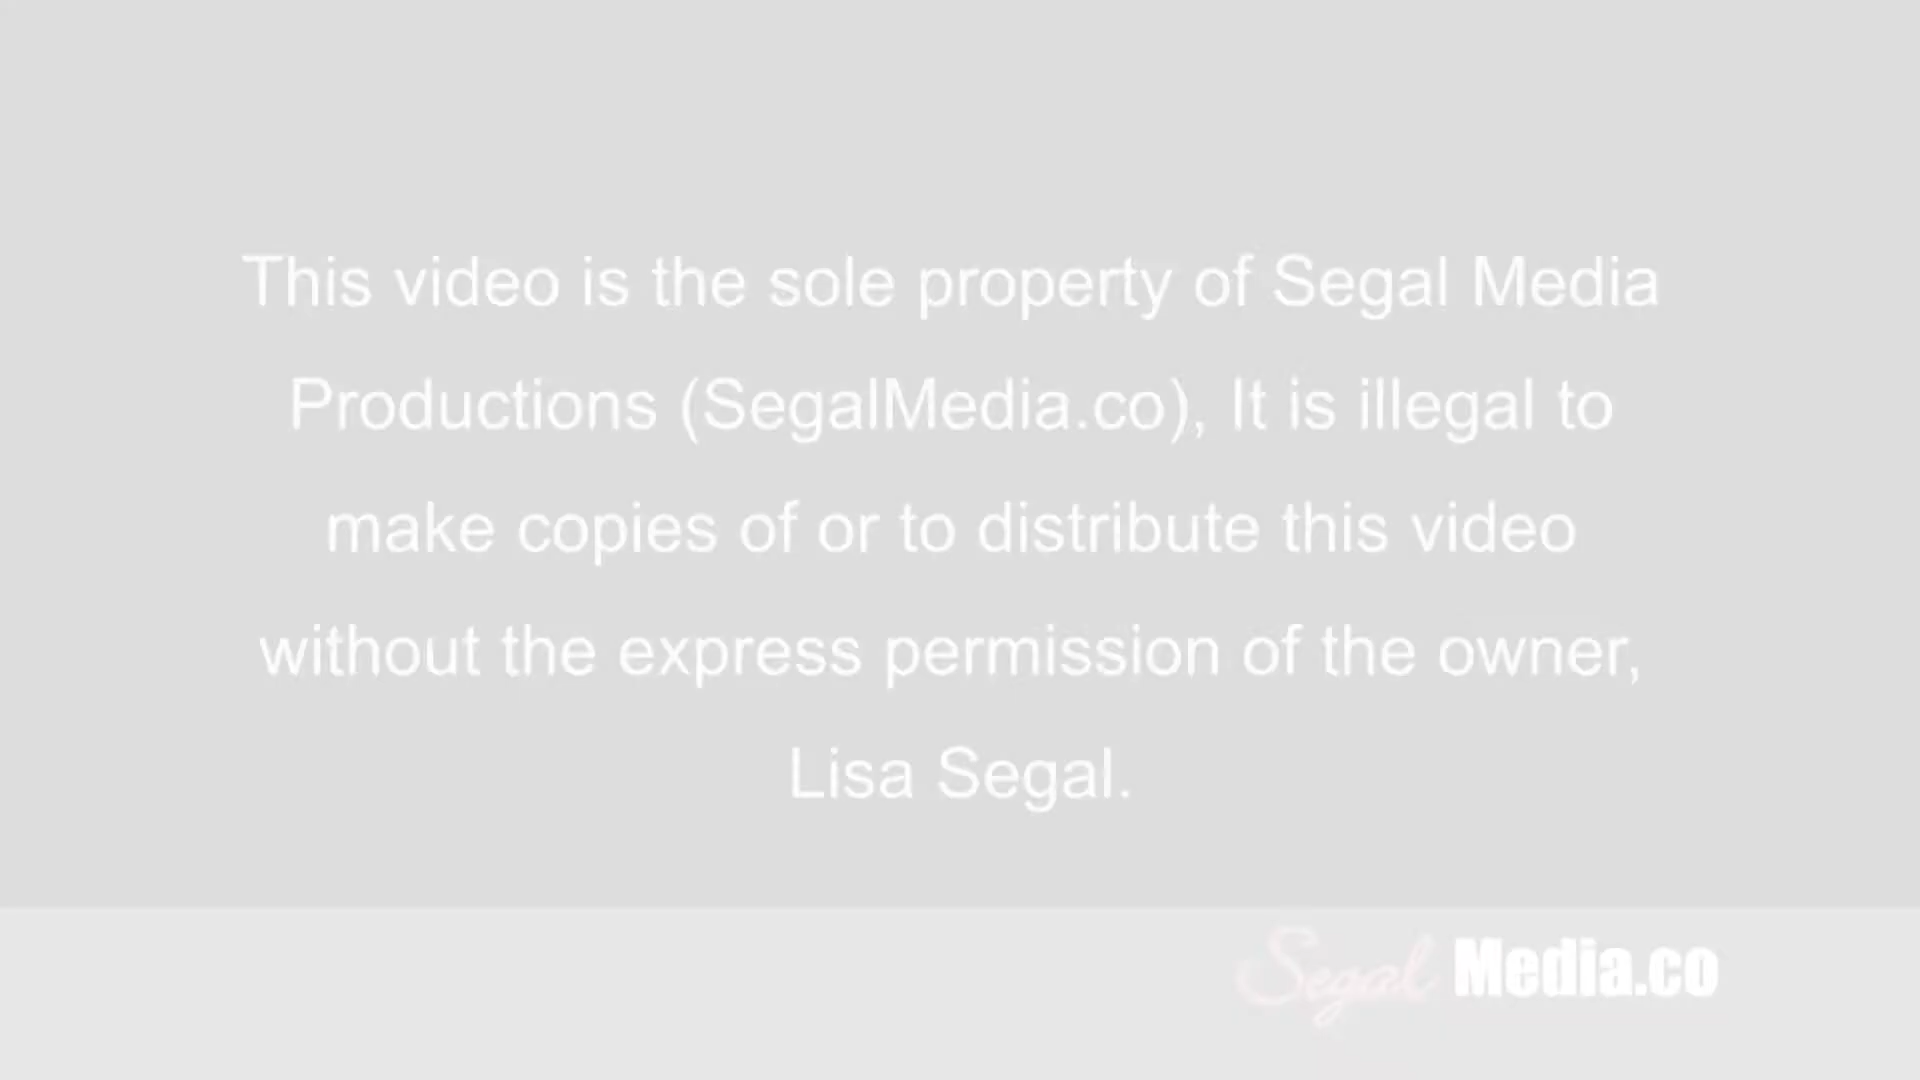 This video is the sole property of Segal Media
Productions (SegalMedia.co), It is illegal to
make copies of or to distribute this video
without the express permission of the owner,
Lisa Segal.
Segal Media.co